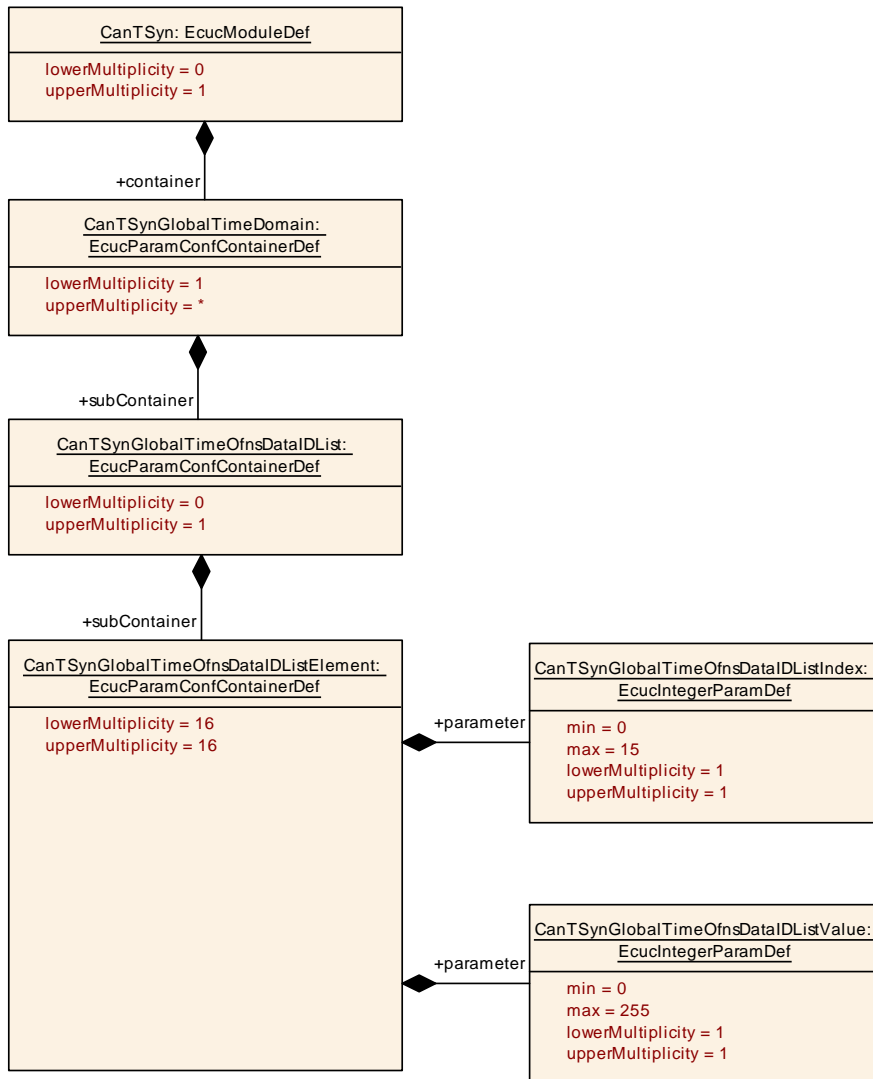 CanTSyn: EcucModuleDef
lowerMultiplicity = 0
upperMultiplicity = 1
+container
CanTSynGlobalTimeDomain:
EcucParamConfContainerDef
lowerMultiplicity = 1
upperMultiplicity = *
+subContainer
CanTSynGlobalTimeOfnsDataIDList:
EcucParamConfContainerDef
lowerMultiplicity = 0
upperMultiplicity = 1
+subContainer
CanTSynGlobalTimeOfnsDataIDListElement:
EcucParamConfContainerDef
lowerMultiplicity = 16
upperMultiplicity = 16
+parameter
CanTSynGlobalTimeOfnsDataIDListIndex:
EcucIntegerParamDef
min = 0
max = 15
lowerMultiplicity = 1
upperMultiplicity = 1
+parameter
CanTSynGlobalTimeOfnsDataIDListValue:
EcucIntegerParamDef
min = 0
max = 255
lowerMultiplicity = 1
upperMultiplicity = 1